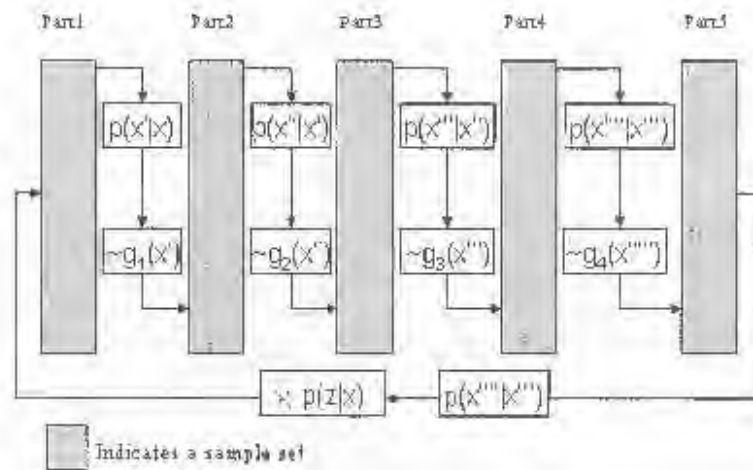 Part1 Part2 Part3 Part4 Part5
p(x'|x) p(x''|x') p(x'''|x'') p(x''''|x''')
~g₁(x') ~g₂(x'') ~g₃(x''') ~g₄(x'''')
× p(z|x)
Indicates a sample set